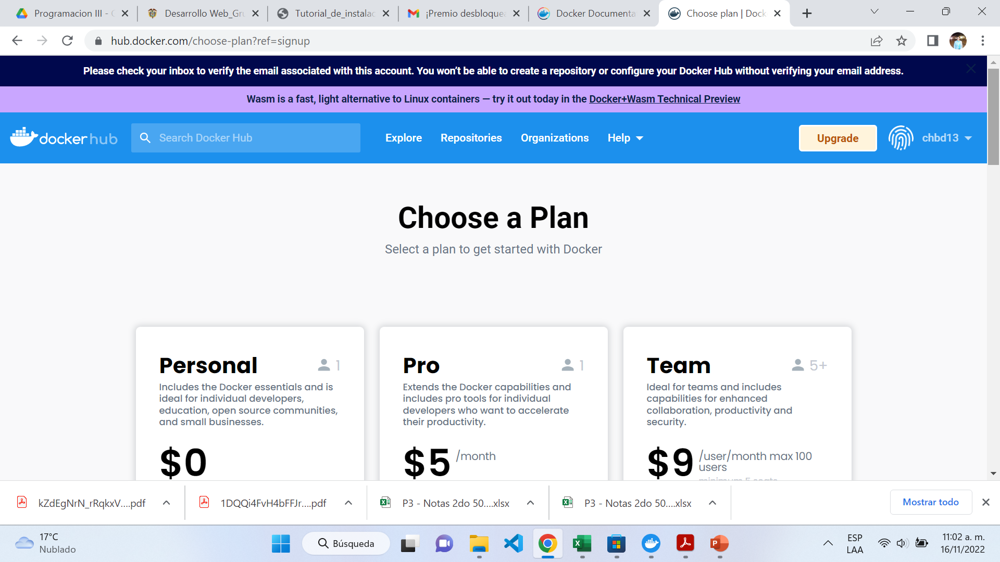 Programacion III - 
Desarrollo Web_Gru
Tutorial_de_instalac
¡Premio desbloquea
Docker Documenta
Choose plan | Dock
hub.docker.com/choose-plan?ref=signup
Please check your inbox to verify the email associated with this account. You won’t be able to create a repository or configure your Docker Hub without verifying your email address.
Wasm is a fast, light alternative to Linux containers — try it out today in the Docker+Wasm Technical Preview
docker hub
Search Docker Hub
Explore
Repositories
Organizations
Help
Upgrade
chbd13
Choose a Plan
Select a plan to get started with Docker
Personal
1
Includes the Docker essentials and is
ideal for individual developers,
education, open source communities,
and small businesses.
$0
Pro
1
Extends the Docker capabilities and
includes pro tools for individual
developers who want to accelerate
their productivity.
$5 /month
Team
5+
Ideal for teams and includes
capabilities for enhanced
collaboration, productivity and
security.
$9 /user/month max 100
users
minimum 5 seats
kZdEgNrN_rRqkxV....pdf
1DQQi4FvH4bFFJr....pdf
P3 - Notas 2do 50....xlsx
P3 - Notas 2do 50....xlsx
Mostrar todo
17°C
Nublado
Búsqueda
ESP
LAA
11:02 a. m.
16/11/2022